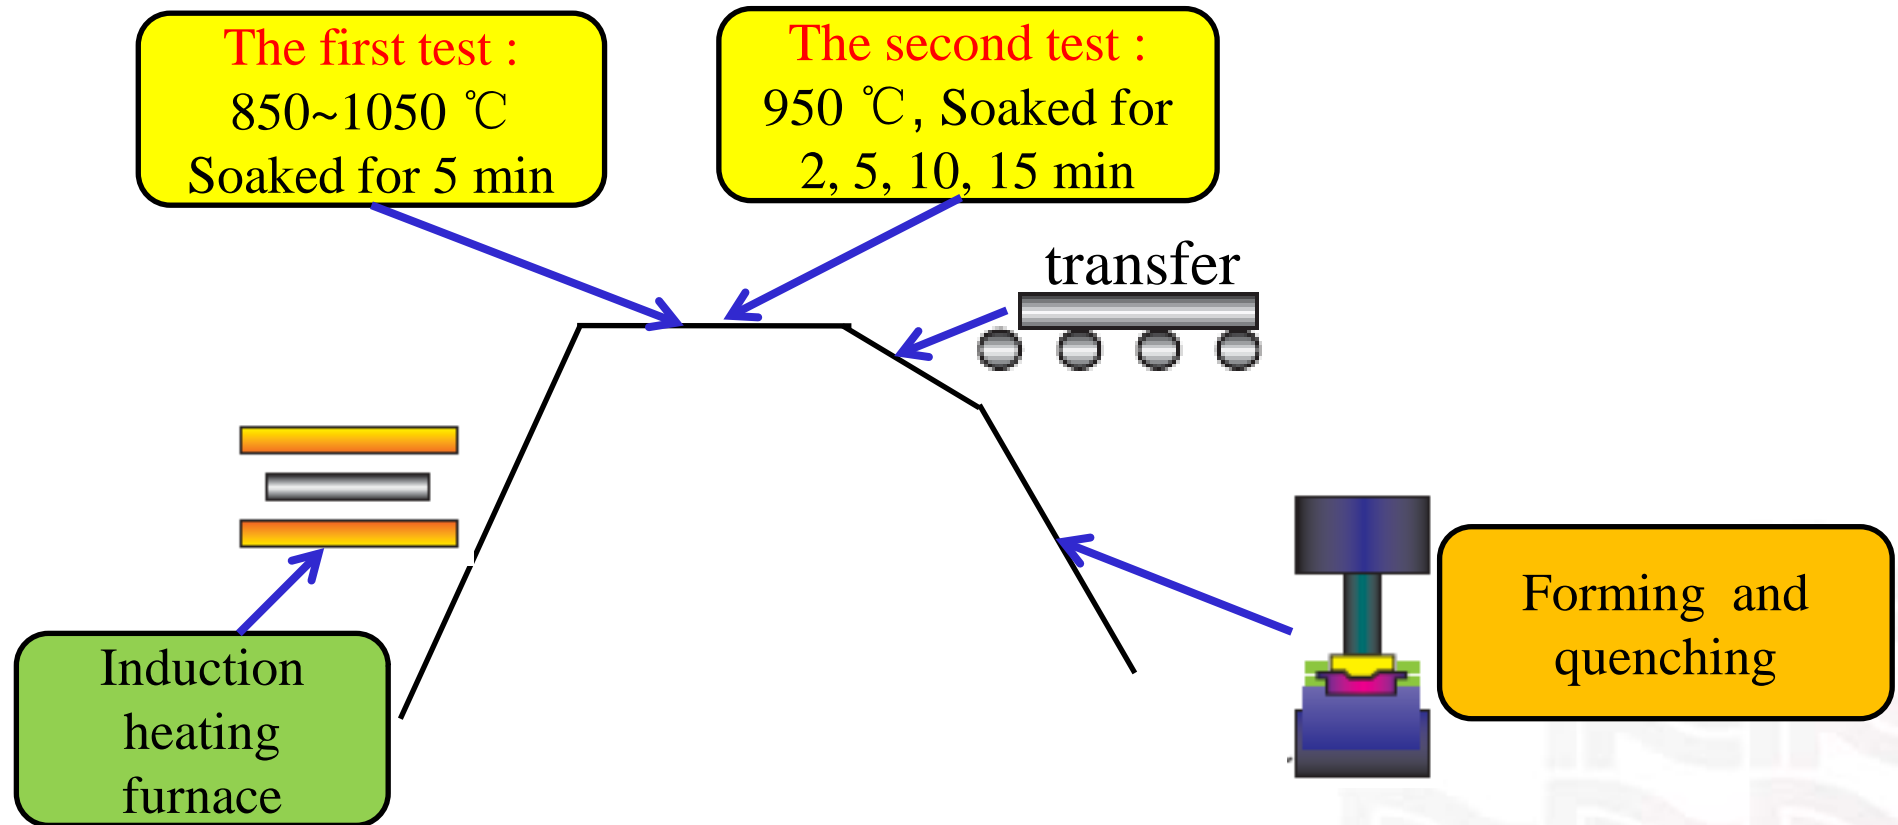 The first test :
850~1050 ℃
Soaked for 5 min
The second test :
950 ℃, Soaked for
2, 5, 10, 15 min
transfer
Induction
heating
furnace
Forming and
quenching